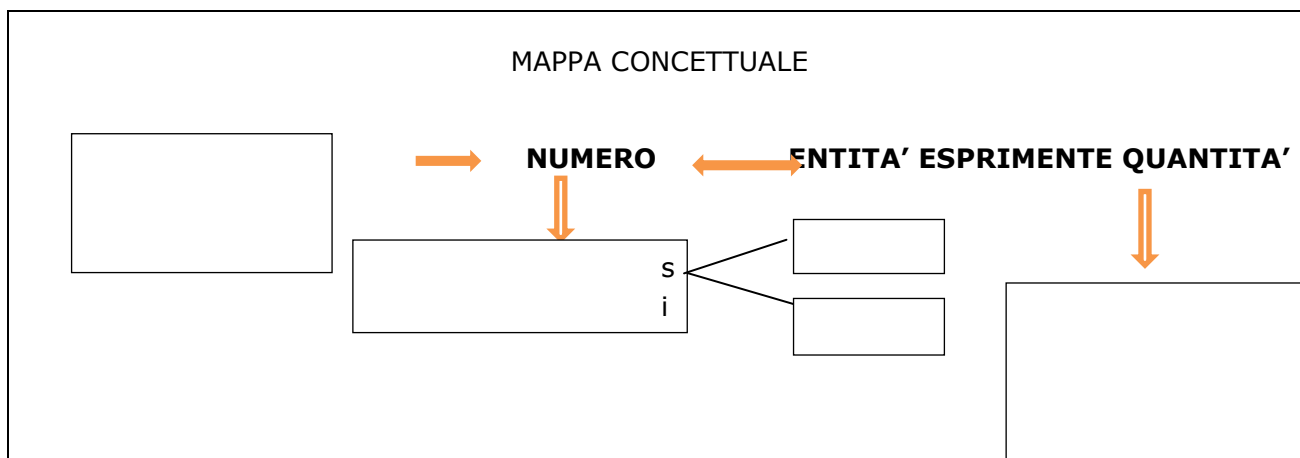 MAPPA CONCETTUALE
NUMERO ENTITA’ ESPRIMENTE QUANTITA’
s
i